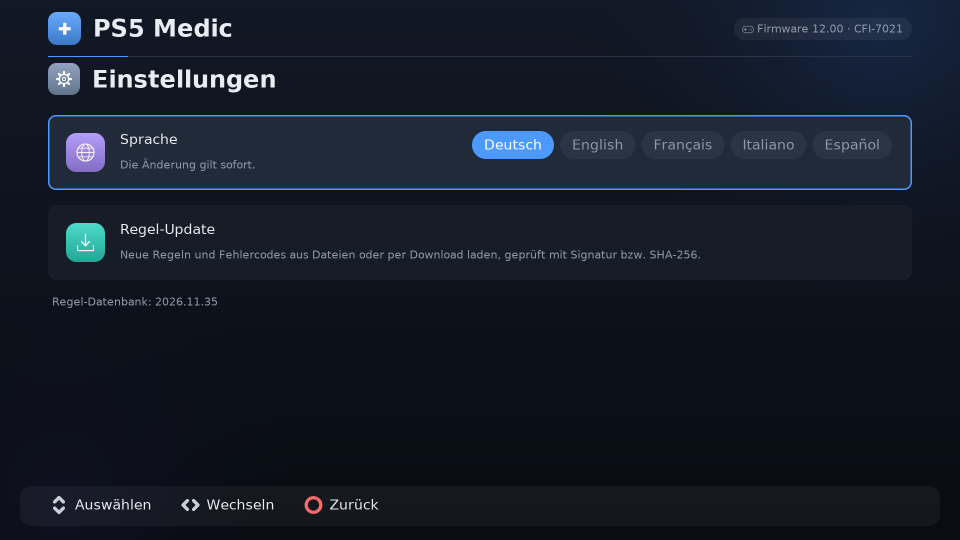 PS5 Medic
Firmware 12.00 · CFI-7021
Einstellungen
Sprache
Die Änderung gilt sofort.
Deutsch English Français Italiano Español
Regel-Update
Neue Regeln und Fehlercodes aus Dateien oder per Download laden, geprüft mit Signatur bzw. SHA-256.
Regel-Datenbank: 2026.11.35
Auswählen Wechseln Zurück